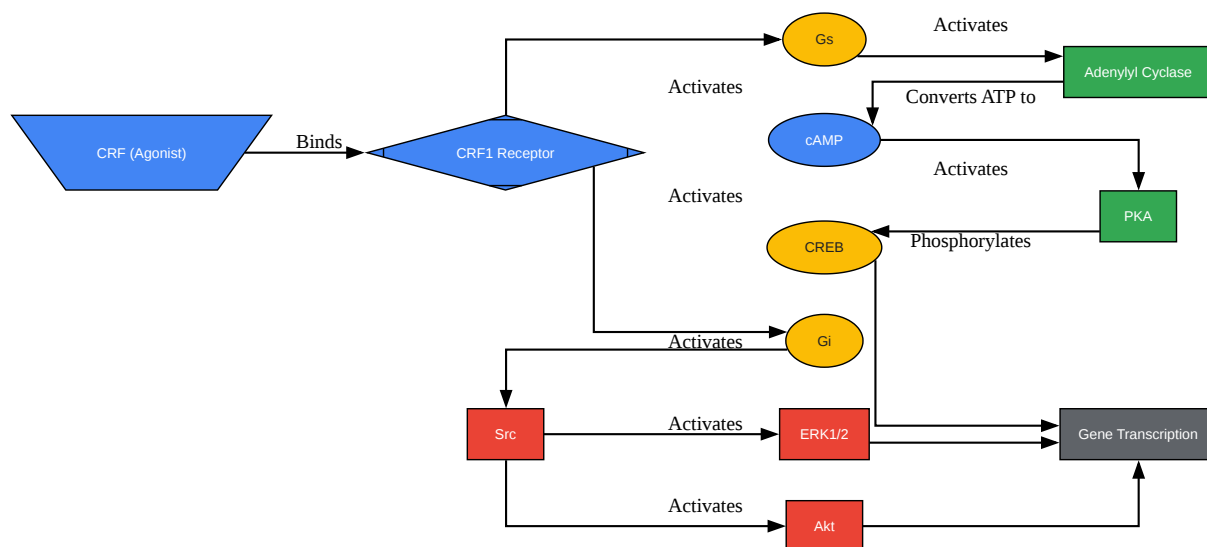 Gs
Activates
Adenylyl Cyclase
Activates
Converts ATP to
CRF (Agonist)
Binds
CRF1 Receptor
cAMP
Activates
Activates
PKA
CREB
Phosphorylates
Activates
Gi
Src
Activates
ERK1/2
Gene Transcription
Activates
Akt